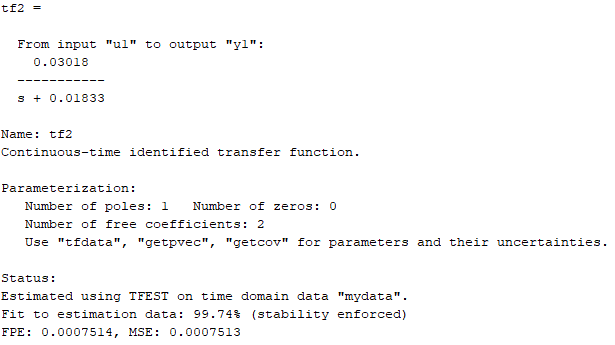 tf2 =
From input "u1" to output "y1":
0.03018
-----------
s + 0.01833
Name: tf2
Continuous-time identified transfer function.
Parameterization:
Number of poles: 1   Number of zeros: 0
Number of free coefficients: 2
Use "tfdata", "getpvec", "getcov" for parameters and their uncertainties.
Status:
Estimated using TFEST on time domain data "mydata".
Fit to estimation data: 99.74% (stability enforced)
FPE: 0.0007514, MSE: 0.0007513